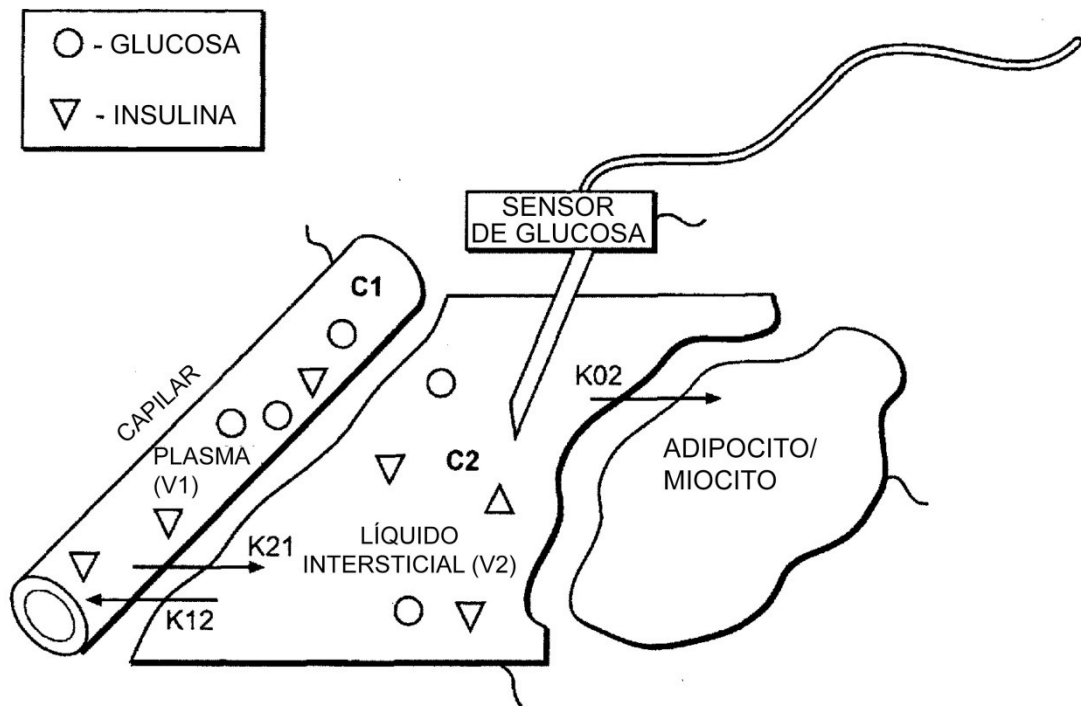 - GLUCOSA
- INSULINA
SENSOR
DE GLUCOSA
C1
CAPILAR
PLASMA
(V1)
K02
ADIPOCITO/
MIOCITO
C2
LÍQUIDO
INTERSTICIAL (V2)
K21
K12